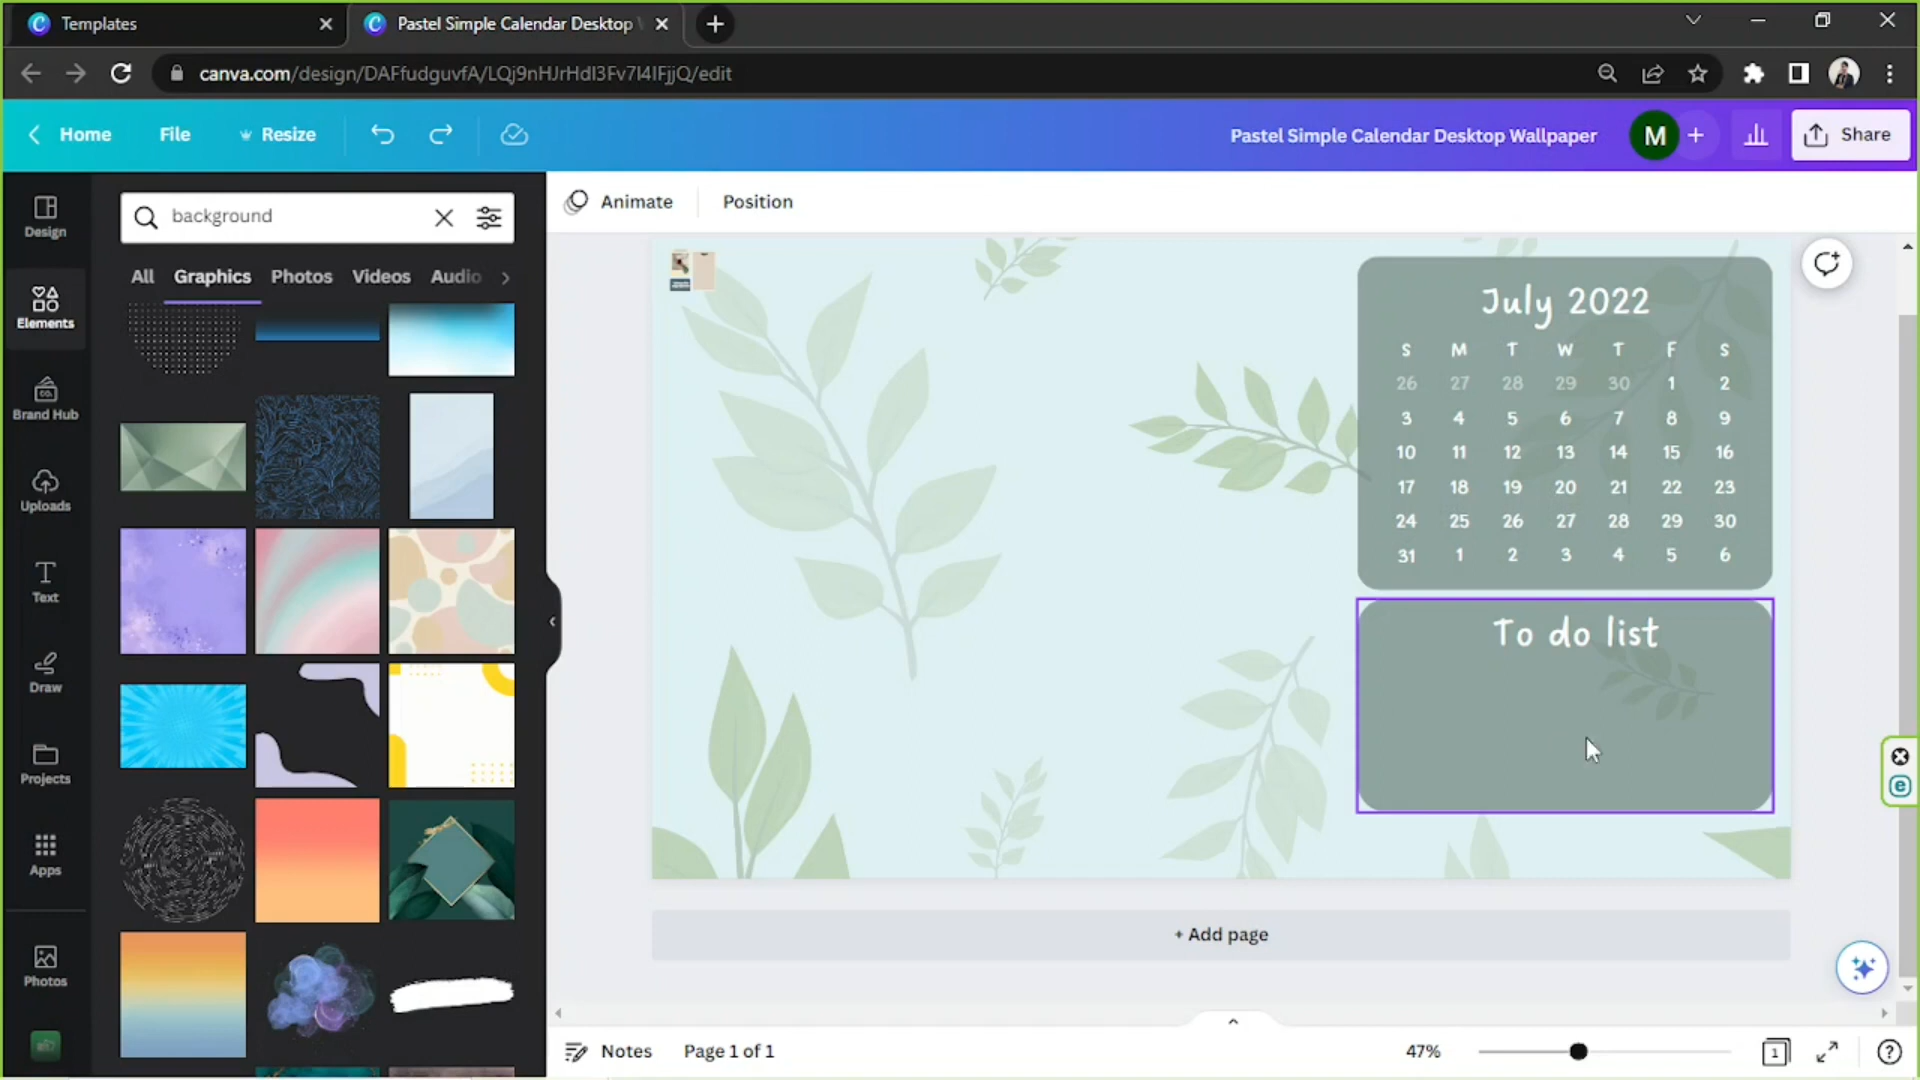 Templates
Pastel Simple Calendar Desktop
canva.com/design/DAFfudguvfA/LQj9nHJrHdl3Fv7l4lFjjQ/edit
Home
File
Resize
Pastel Simple Calendar Desktop Wallpaper
M
Share
Design
Elements
Brand Hub
Uploads
Text
Draw
Projects
Apps
Photos
background
All Graphics Photos Videos Audio
Animate
Position
July 2022
S M T W T F S
26 27 28 29 30 1 2
3 4 5 6 7 8 9
10 11 12 13 14 15 16
17 18 19 20 21 22 23
24 25 26 27 28 29 30
31 1 2 3 4 5 6
To do list
+ Add page
Notes
Page 1 of 1
47%
1